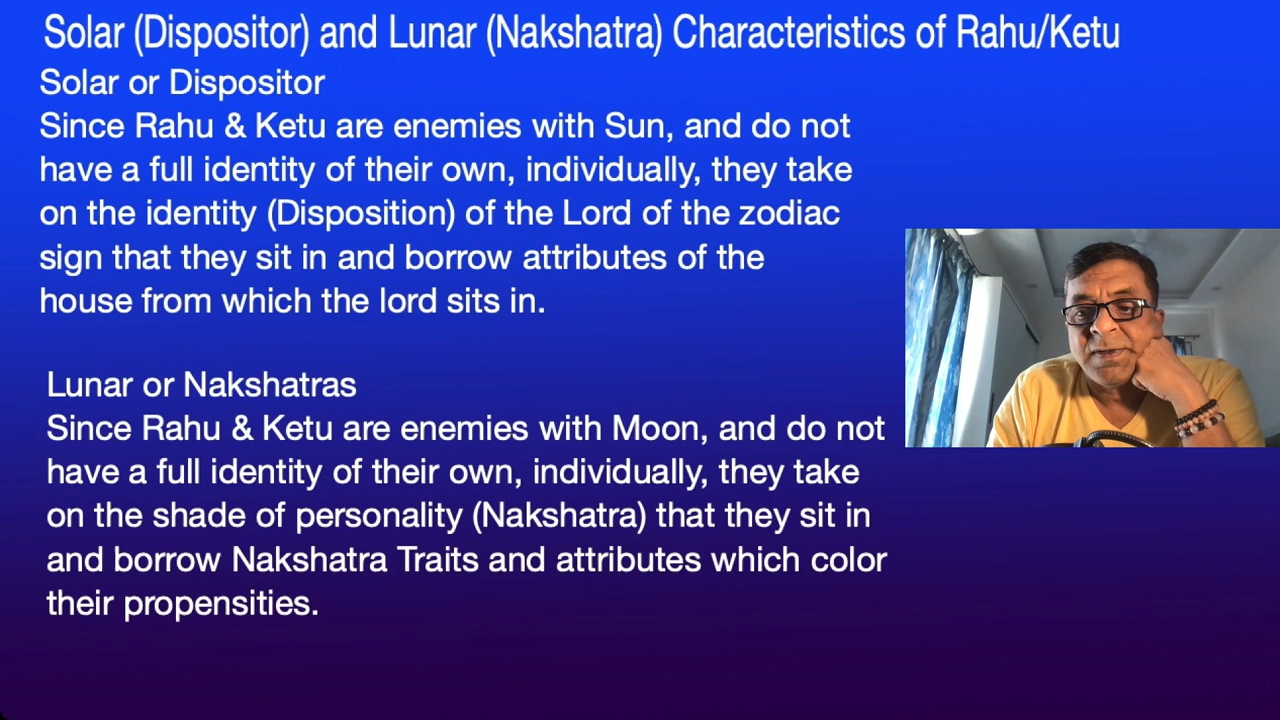 Solar (Dispositor) and Lunar (Nakshatra) Characteristics of Rahu/Ketu
Solar or Dispositor
Since Rahu & Ketu are enemies with Sun, and do not
have a full identity of their own, individually, they take
on the identity (Disposition) of the Lord of the zodiac
sign that they sit in and borrow attributes of the
house from which the lord sits in.
Lunar or Nakshatras
Since Rahu & Ketu are enemies with Moon, and do not
have a full identity of their own, individually, they take
on the shade of personality (Nakshatra) that they sit in
and borrow Nakshatra Traits and attributes which color
their propensities.